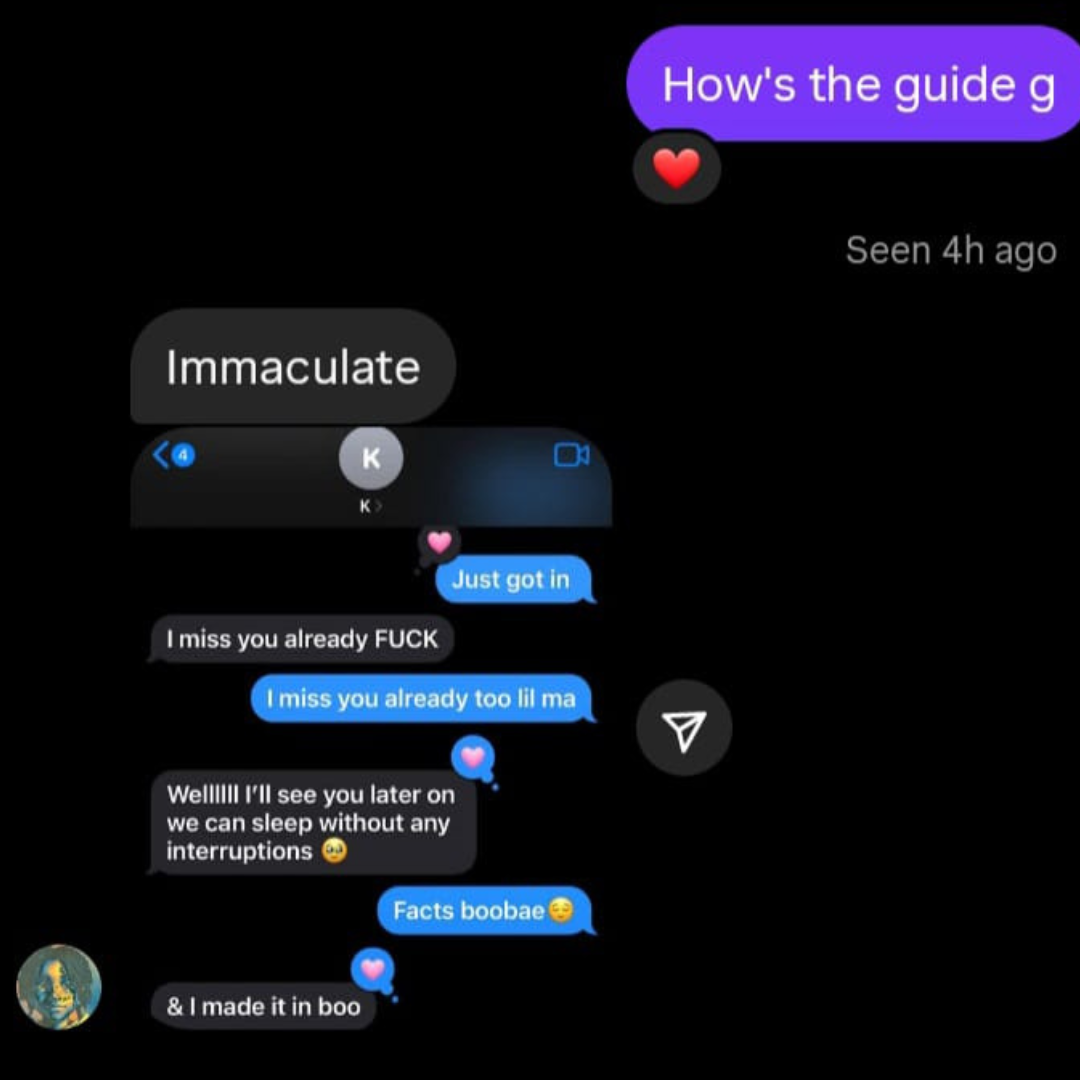 How's the guide g
❤️
Seen 4h ago
Immaculate
4
K
K >
🩷
Just got in
I miss you already FUCK
I miss you already too lil ma
🩷
Wellllll I’ll see you later on
we can sleep without any
interruptions 🥹
Facts boobae😌
🩷
& I made it in boo